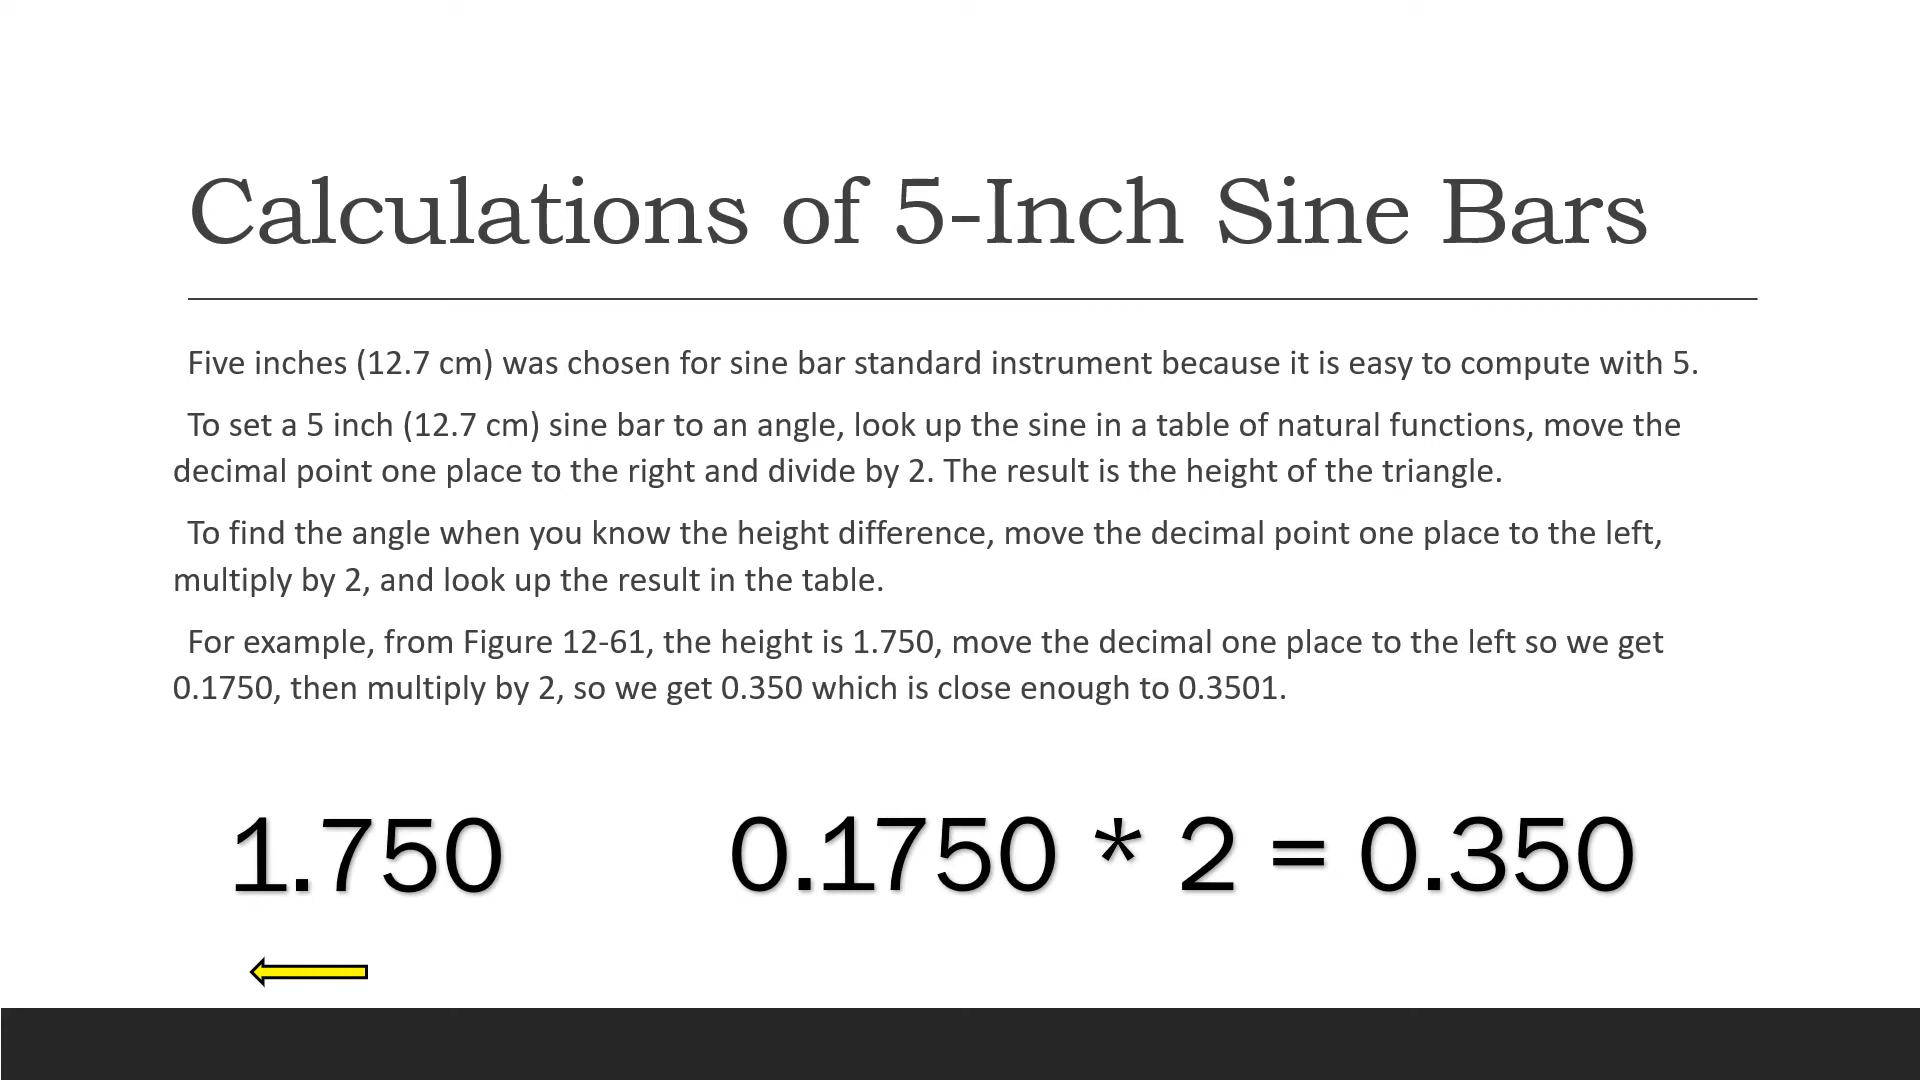 Calculations of 5-Inch Sine Bars
Five inches (12.7 cm) was chosen for sine bar standard instrument because it is easy to compute with 5.
To set a 5 inch (12.7 cm) sine bar to an angle, look up the sine in a table of natural functions, move the
decimal point one place to the right and divide by 2. The result is the height of the triangle.
To find the angle when you know the height difference, move the decimal point one place to the left,
multiply by 2, and look up the result in the table.
For example, from Figure 12-61, the height is 1.750, move the decimal one place to the left so we get
0.1750, then multiply by 2, so we get 0.350 which is close enough to 0.3501.
1.750 0.1750 * 2 = 0.350